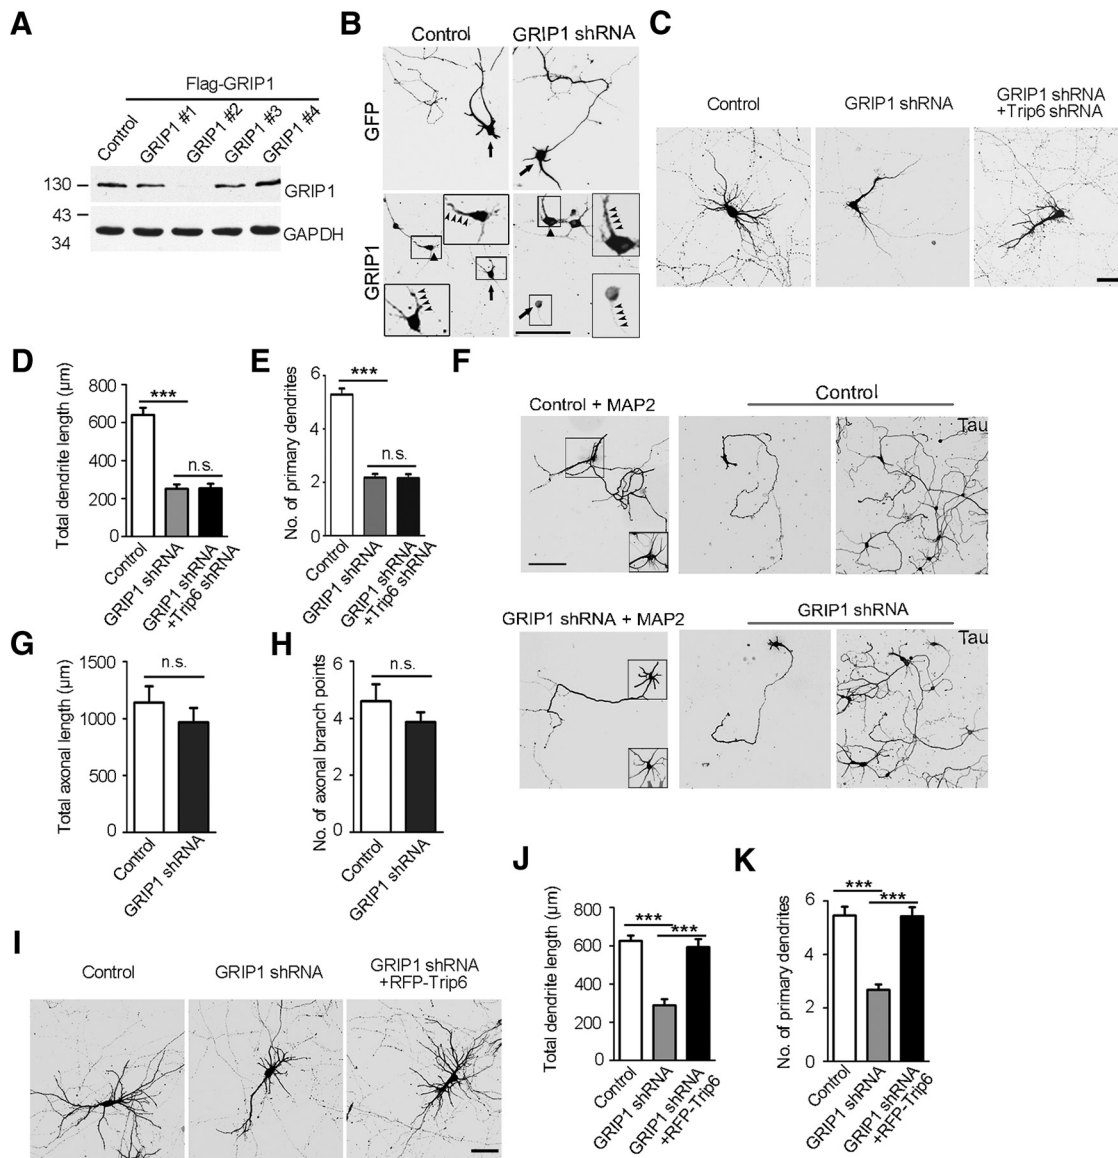 A
Flag-GRIP1
Control
GRIP1 #1
GRIP1 #2
GRIP1 #3
GRIP1 #4
130
GRIP1
43
GAPDH
34
B
Control
GRIP1 shRNA
GFP
GRIP1
C
Control
GRIP1 shRNA
GRIP1 shRNA
+Trip6 shRNA
D
Total dendrite length (µm)
800
600
400
200
0
***
n.s.
Control
GRIP1 shRNA
GRIP1 shRNA
+Trip6 shRNA
E
No. of primary dendrites
6
4
2
0
***
n.s.
Control
GRIP1 shRNA
GRIP1 shRNA
+Trip6 shRNA
F
Control + MAP2
Control
Tau
GRIP1 shRNA + MAP2
GRIP1 shRNA
Tau
G
Total axonal length (µm)
1500
1000
500
0
n.s.
Control
GRIP1 shRNA
H
No. of axonal branch points
6
4
2
0
n.s.
Control
GRIP1 shRNA
I
Control
GRIP1 shRNA
GRIP1 shRNA
+RFP-Trip6
J
Total dendrite length (µm)
800
600
400
200
0
***
***
Control
GRIP1 shRNA
GRIP1 shRNA
+RFP-Trip6
K
No. of primary dendrites
6
4
2
0
***
***
Control
GRIP1 shRNA
GRIP1 shRNA
+RFP-Trip6